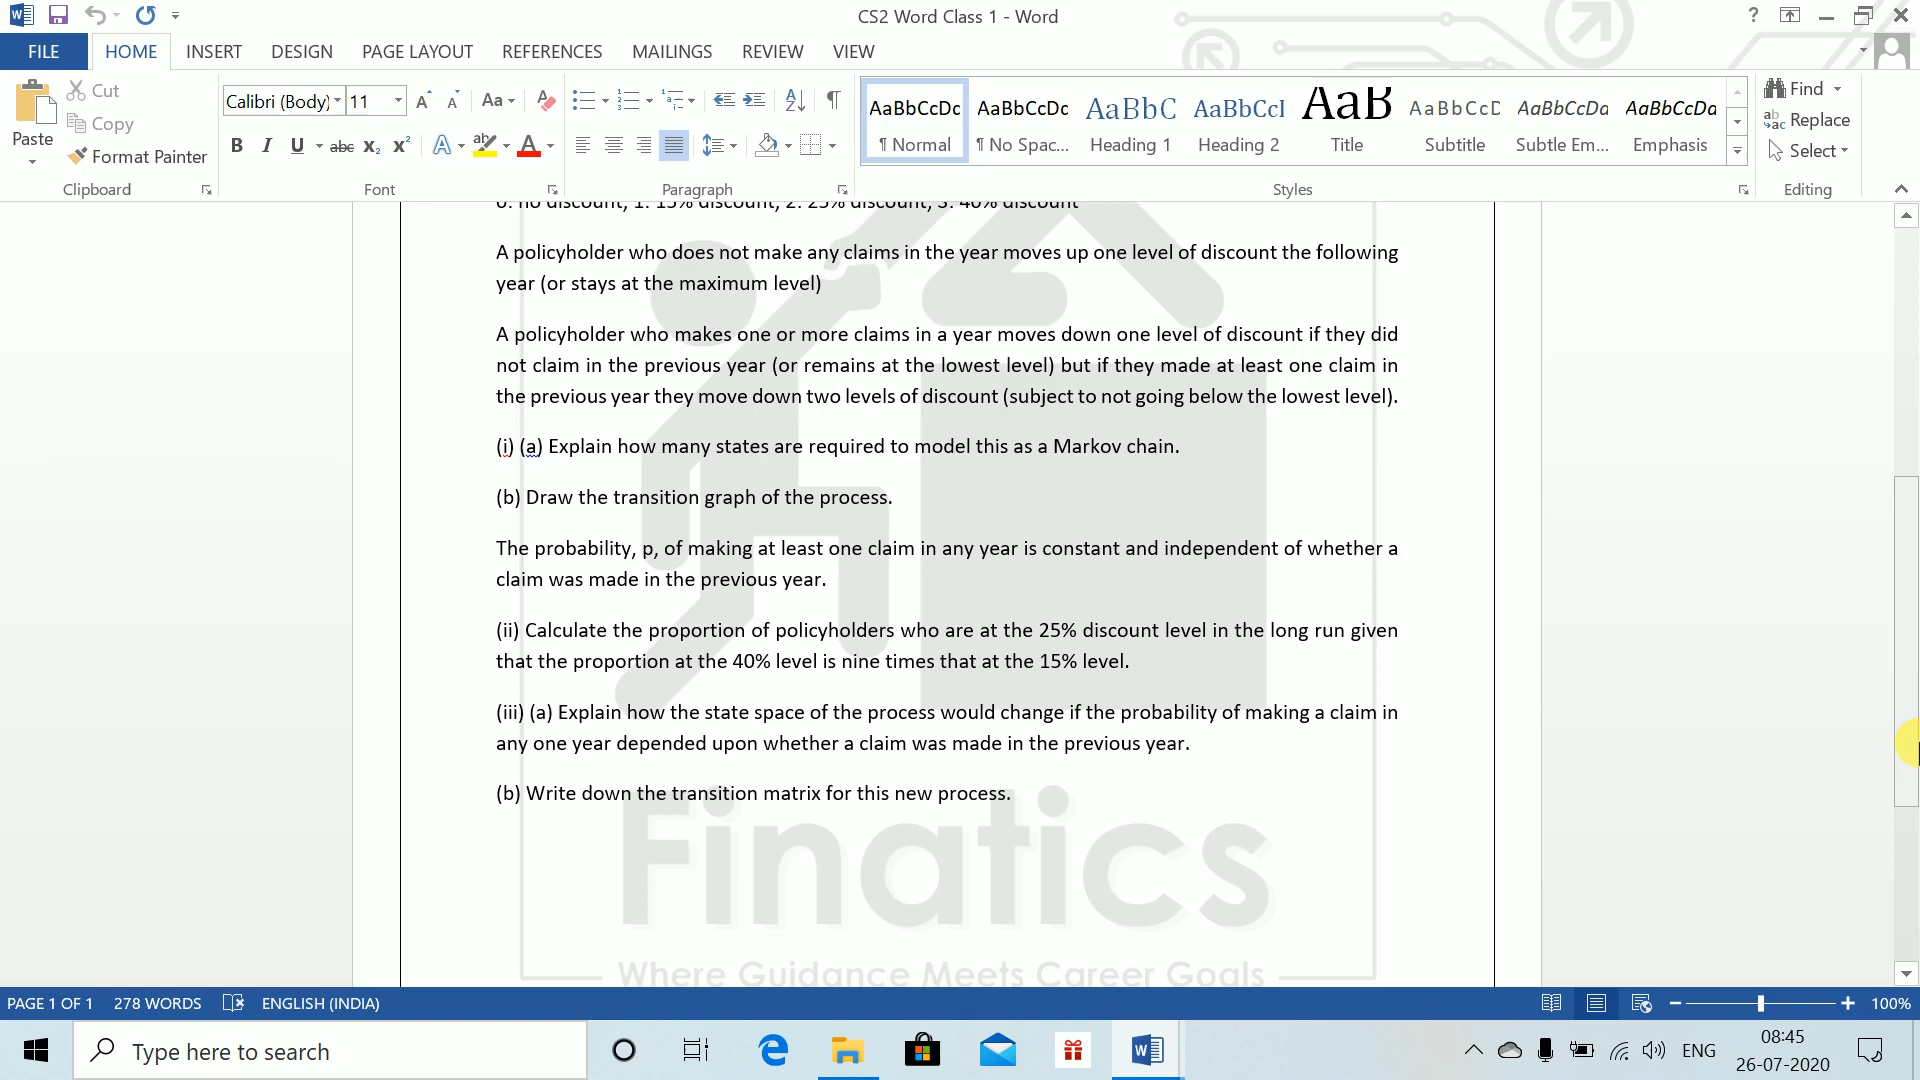 CS2 Word Class 1 - Word
?
FILE HOME INSERT DESIGN PAGE LAYOUT REFERENCES MAILINGS REVIEW VIEW
Paste
Cut
Copy
Format Painter
Clipboard
Calibri (Body) 11
Font
Paragraph
AaBbCcDc AaBbCcDc AaBbC AaBbCcI AaB AaBbCcD AaBbCcDa AaBbCcDa
¶ Normal ¶ No Spac... Heading 1 Heading 2 Title Subtitle Subtle Em... Emphasis
Styles
Find
Replace
Select
Editing
0: no discount, 1: 15% discount, 2: 25% discount, 3: 40% discount
A policyholder who does not make any claims in the year moves up one level of discount the following
year (or stays at the maximum level)
A policyholder who makes one or more claims in a year moves down one level of discount if they did
not claim in the previous year (or remains at the lowest level) but if they made at least one claim in
the previous year they move down two levels of discount (subject to not going below the lowest level).
(i) (a) Explain how many states are required to model this as a Markov chain.
(b) Draw the transition graph of the process.
The probability, p, of making at least one claim in any year is constant and independent of whether a
claim was made in the previous year.
(ii) Calculate the proportion of policyholders who are at the 25% discount level in the long run given
that the proportion at the 40% level is nine times that at the 15% level.
(iii) (a) Explain how the state space of the process would change if the probability of making a claim in
any one year depended upon whether a claim was made in the previous year.
(b) Write down the transition matrix for this new process.
Finatics
Where Guidance Meets Career Goals
PAGE 1 OF 1 278 WORDS ENGLISH (INDIA) 100%
Type here to search
ENG
08:45
26-07-2020